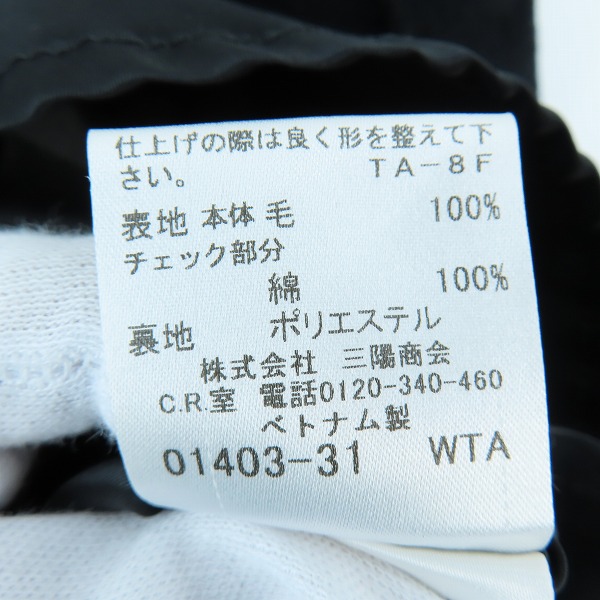 仕上げの際は良く形を整えて下
さい。 TA-8F
表地 本体 毛 100%
チェック部分
綿 100%
裏地 ポリエステル
株式会社 三陽商会
C.R.室 電話0120-340-460
ベトナム製
01403-31 WTA